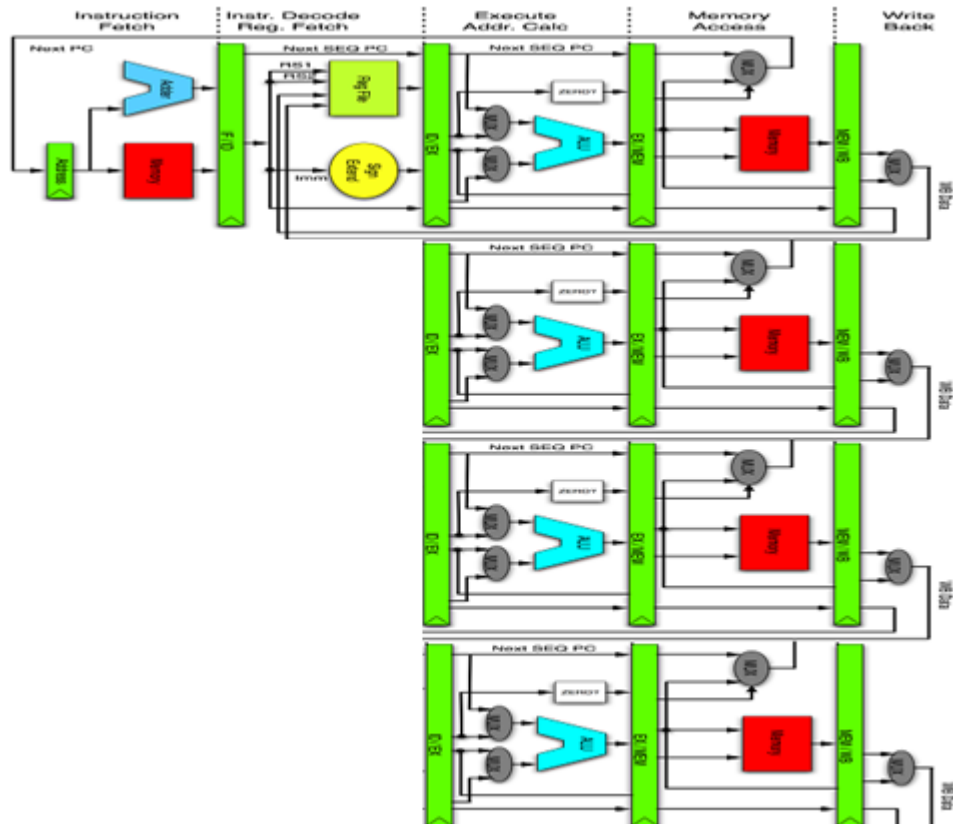 Instruction Fetch
Instr. Decode Reg. Fetch
Execute Addr. Calc
Memory Access
Write Back
Next PC
Next SEQ PC
Next SEQ PC
RS1
RS2
Adder
Reg File
MUX
ZERO?
MUX
MUX
ALU
Memory
Address
Memory
IF/ID
Imm
Sign Extend
ID/EX
EX/MEM
MEM/WB
MUX
WB Data
Next SEQ PC
MUX
ZERO?
MUX
MUX
ALU
Memory
ID/EX
EX/MEM
MEM/WB
MUX
WB Data
Next SEQ PC
MUX
ZERO?
MUX
MUX
ALU
Memory
ID/EX
EX/MEM
MEM/WB
MUX
WB Data
Next SEQ PC
MUX
ZERO?
MUX
MUX
ALU
Memory
ID/EX
EX/MEM
MEM/WB
MUX
WB Data